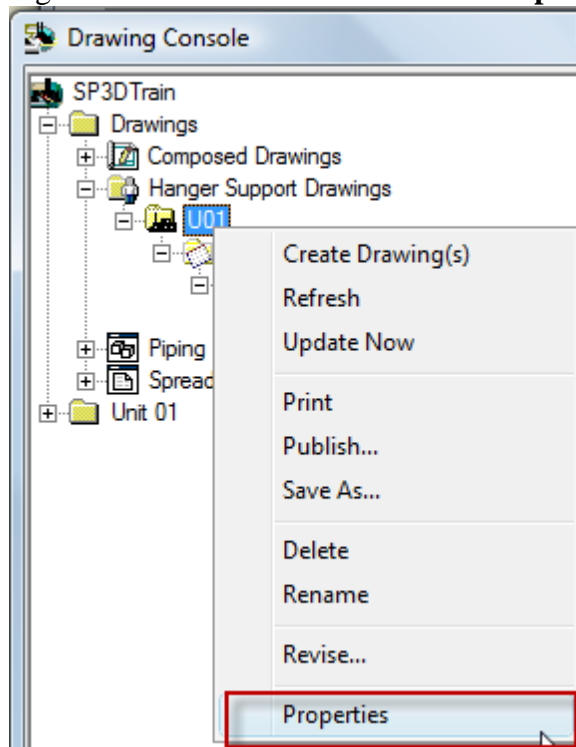 Drawing Console
SP3DTrain
Drawings
Composed Drawings
Hanger Support Drawings
U01
Piping
Spread
Unit 01
Create Drawing(s)
Refresh
Update Now
Print
Publish...
Save As...
Delete
Rename
Revise...
Properties